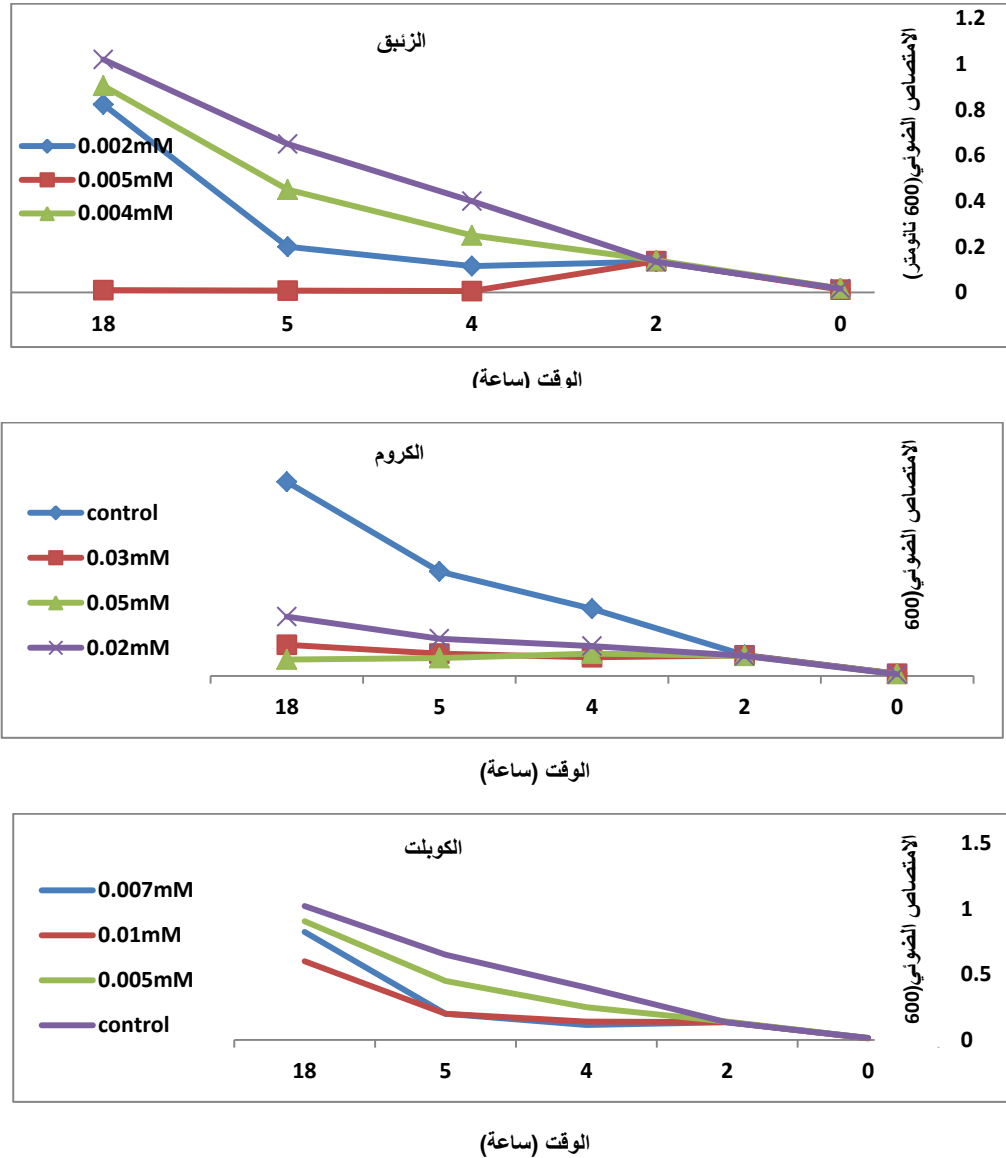 الزئبق
الامتصاص الضوئي(600 نانومتر)
1.2
1
0.8
0.6
0.4
0.2
0
0.002mM
0.005mM
0.004mM
18 5 4 2 0
الوقت (ساعة)
الكروم
الامتصاص الضوئي(600
control
0.03mM
0.05mM
0.02mM
18 5 4 2 0
الوقت (ساعة)
الكوبلت
الامتصاص الضوئي(600
1.5
1
0.5
0
0.007mM
0.01mM
0.005mM
control
18 5 4 2 0
الوقت (ساعة)